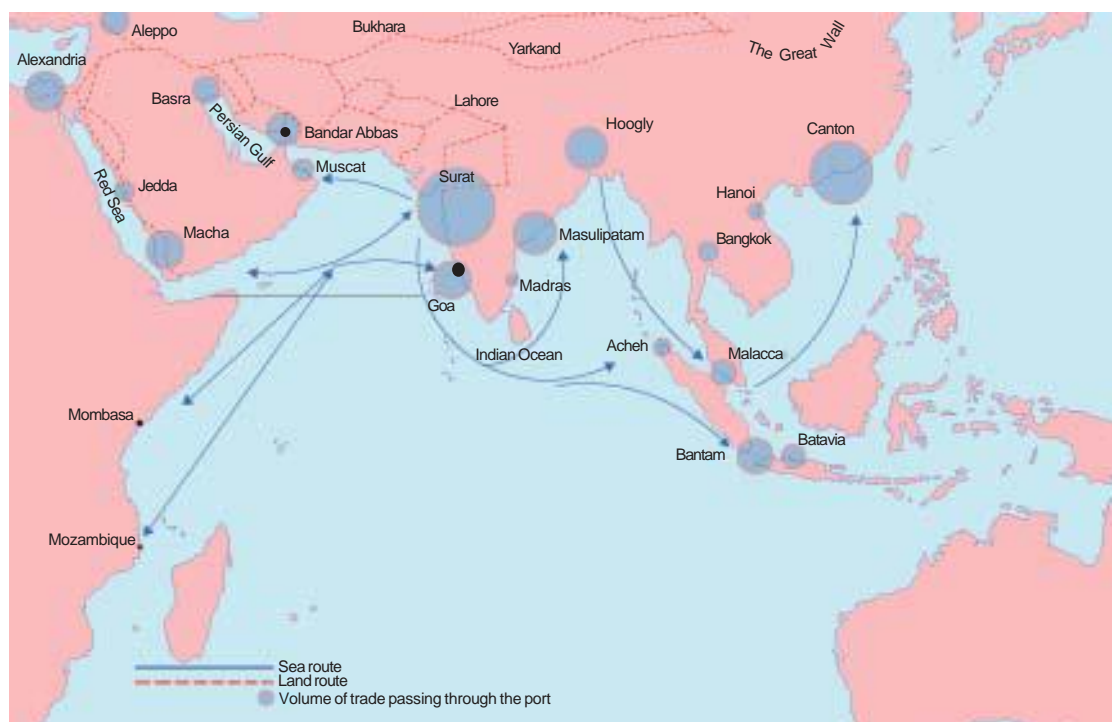 Aleppo
Bukhara
Yarkand
The Great Wall
Alexandria
Basra
Lahore
Persian Gulf
Bandar Abbas
Hoogly
Canton
Muscat
Surat
Red Sea
Jedda
Hanoi
Macha
Masulipatam
Bangkok
Goa
Madras
Indian Ocean
Acheh
Malacca
Mombasa
Bantam
Batavia
Mozambique
Sea route
Land route
Volume of trade passing through the port